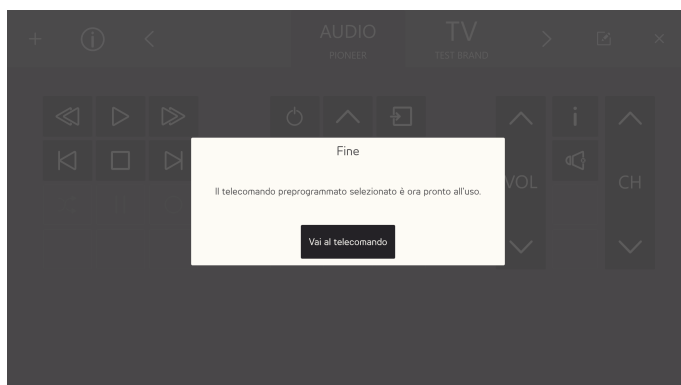 AUDIO
PIONEER
TV
TEST BRAND
Fine
Il telecomando preprogrammato selezionato è ora pronto all'uso.
Vai al telecomando
VOL
CH